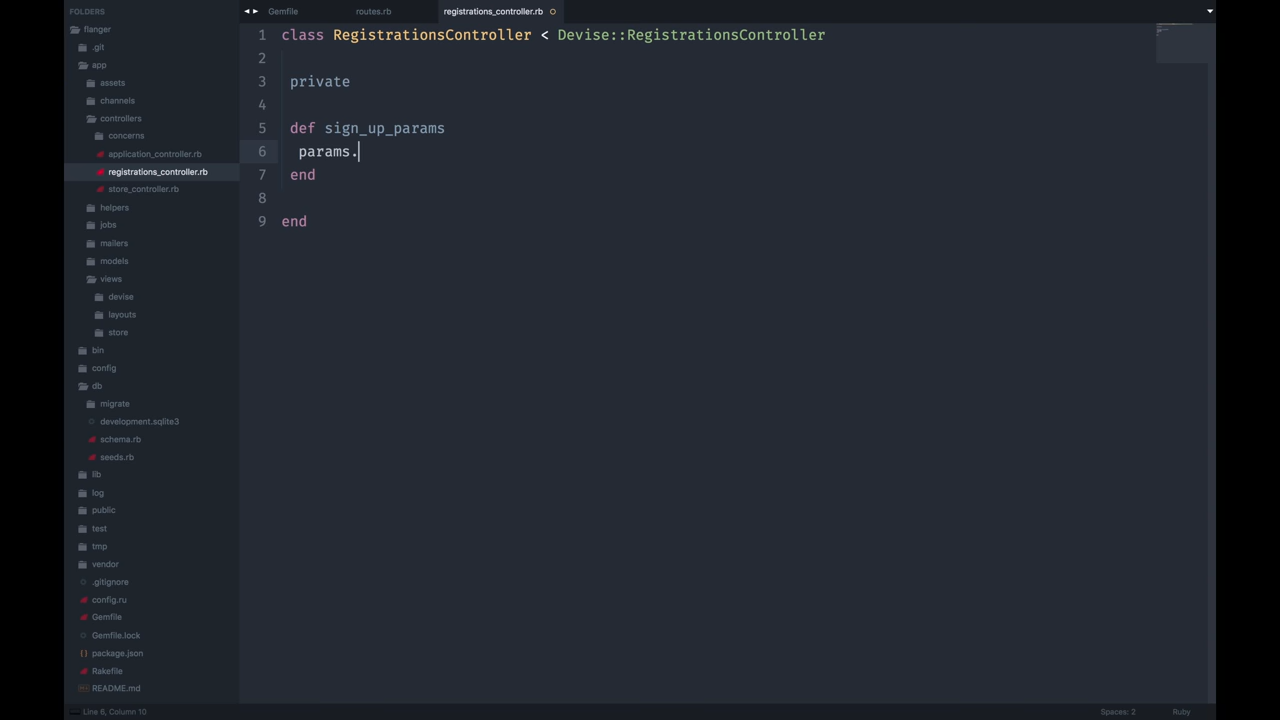 FOLDERS
flanger
.git
app
assets
channels
controllers
concerns
application_controller.rb
registrations_controller.rb
store_controller.rb
helpers
jobs
mailers
models
views
devise
layouts
store
bin
config
db
migrate
development.sqlite3
schema.rb
seeds.rb
lib
log
public
test
tmp
vendor
.gitignore
config.ru
Gemfile
Gemfile.lock
package.json
Rakefile
README.md
Gemfile routes.rb registrations_controller.rb
1 class RegistrationsController < Devise::RegistrationsController
2
3 private
4
5 def sign_up_params
6 params.
7 end
8
9 end
Line 6, Column 10 Spaces: 2 Ruby